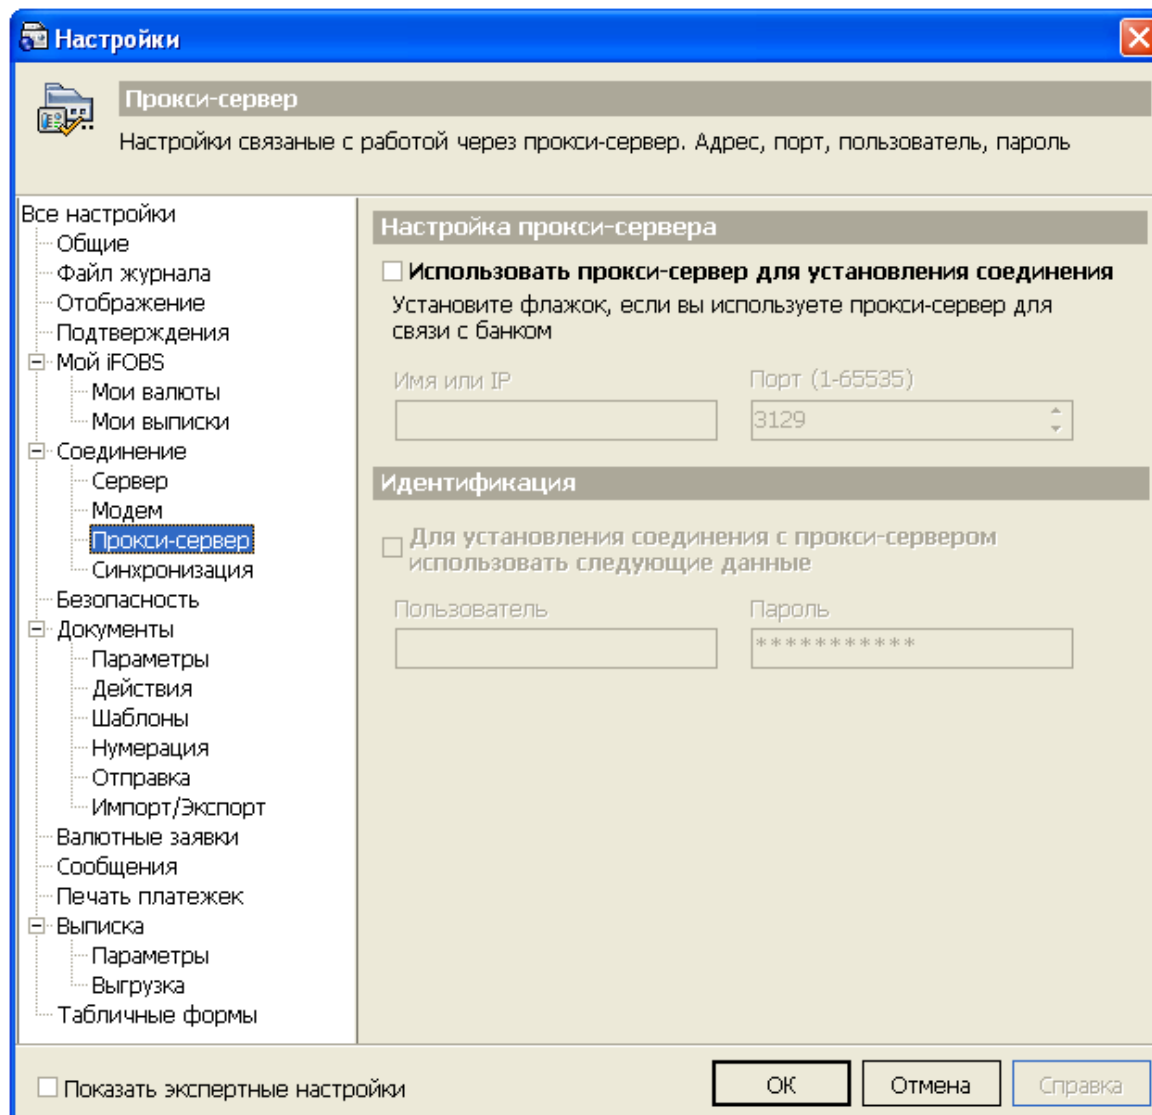 Настройки
Прокси-сервер
Настройки связаные с работой через прокси-сервер. Адрес, порт, пользователь, пароль
Все настройки
Общие
Файл журнала
Отображение
Подтверждения
Мой iFOBS
Мои валюты
Мои выписки
Соединение
Сервер
Модем
Прокси-сервер
Синхронизация
Безопасность
Документы
Параметры
Действия
Шаблоны
Нумерация
Отправка
Импорт/Экспорт
Валютные заявки
Сообщения
Печать платежек
Выписка
Параметры
Выгрузка
Табличные формы
Настройка прокси-сервера
Использовать прокси-сервер для установления соединения
Установите флажок, если вы используете прокси-сервер для
связи с банком
Имя или IP
Порт (1-65535)
3129
Идентификация
Для установления соединения с прокси-сервером
использовать следующие данные
Пользователь
Пароль
***********
Показать экспертные настройки
ОК
Отмена
Справка